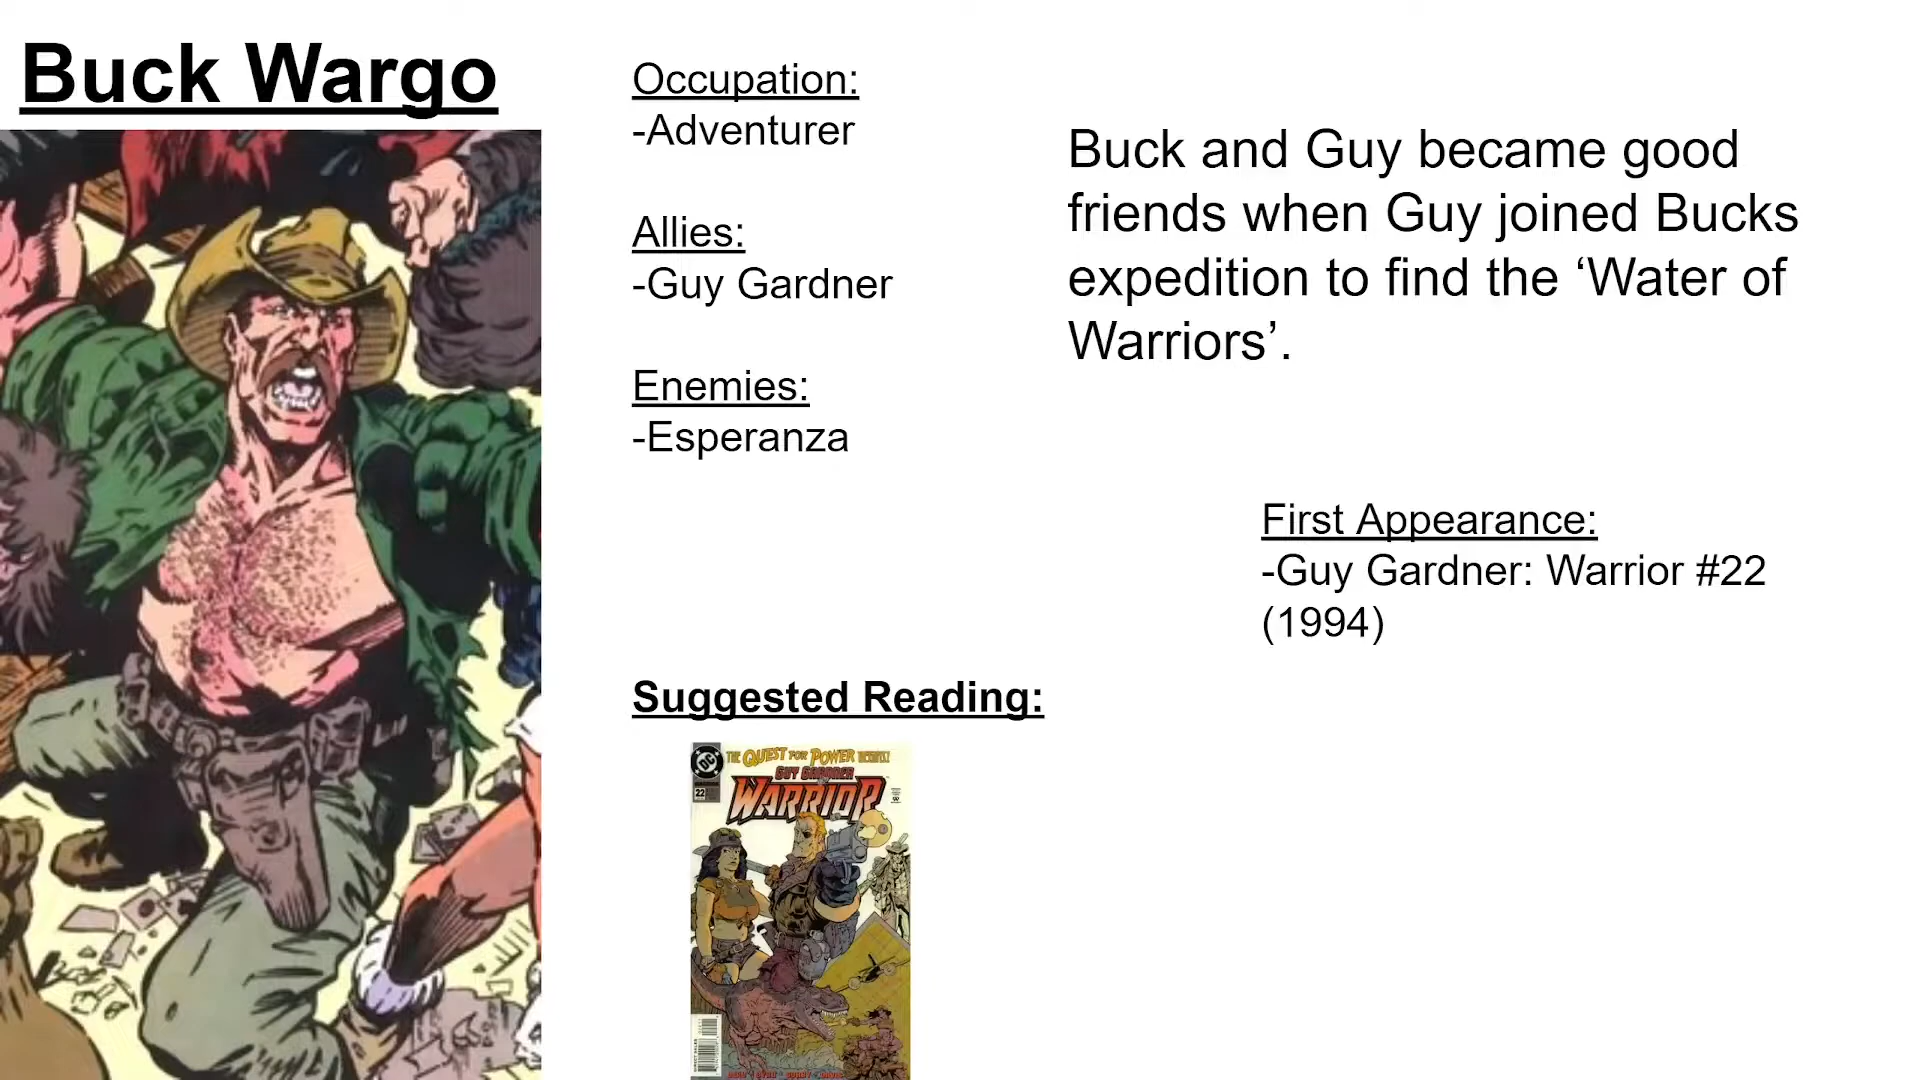 Buck Wargo
Occupation:
-Adventurer
Allies:
-Guy Gardner
Enemies:
-Esperanza
Buck and Guy became good
friends when Guy joined Bucks
expedition to find the ‘Water of
Warriors’.
First Appearance:
-Guy Gardner: Warrior #22
(1994)
Suggested Reading:
DC
22
THE QUEST FOR POWER
GUY GARDNER
WARRIOR